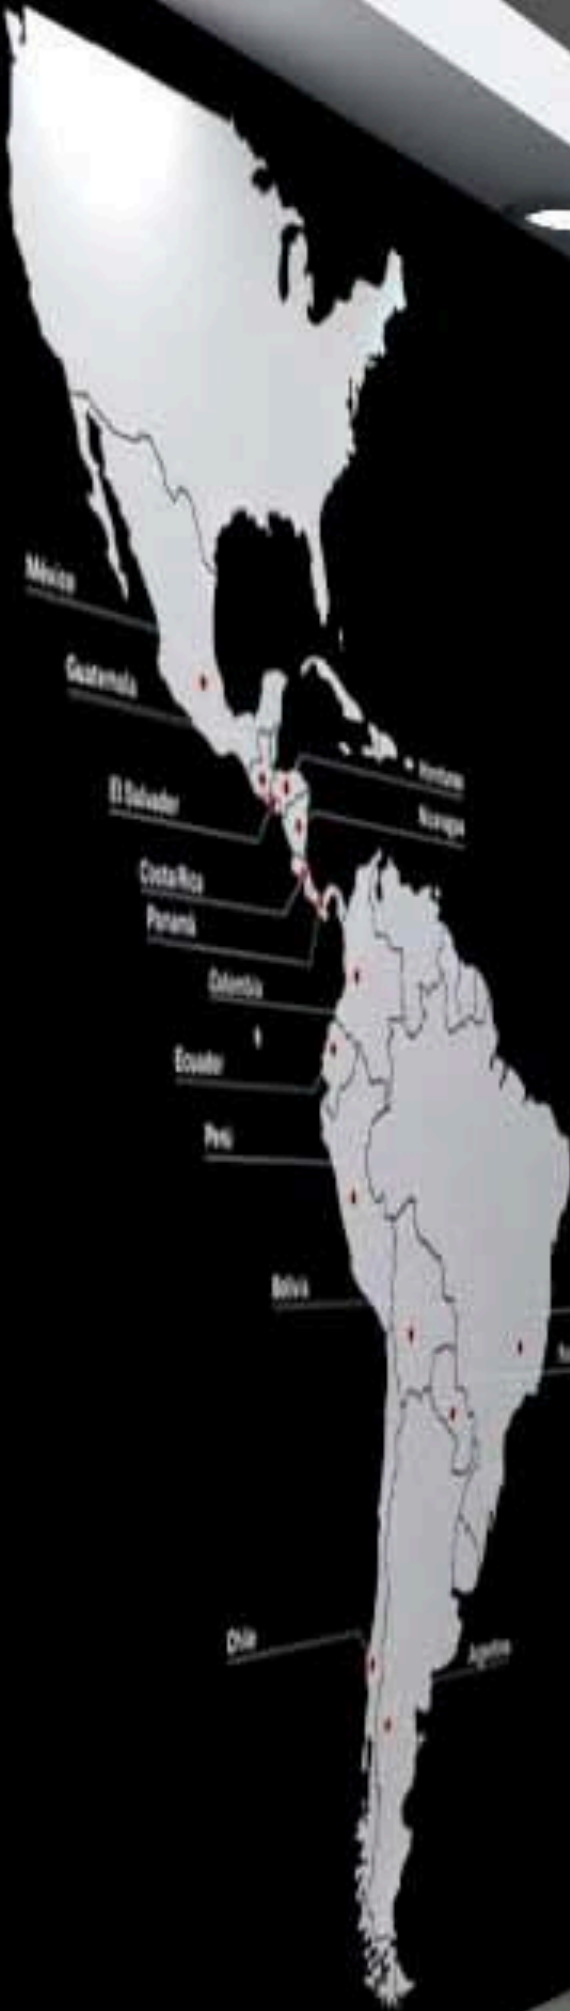 México
Guatemala
Honduras
El Salvador
Nicaragua
Costa Rica
Panamá
Colombia
Ecuador
Perú
Bolivia
Chile
Argentina